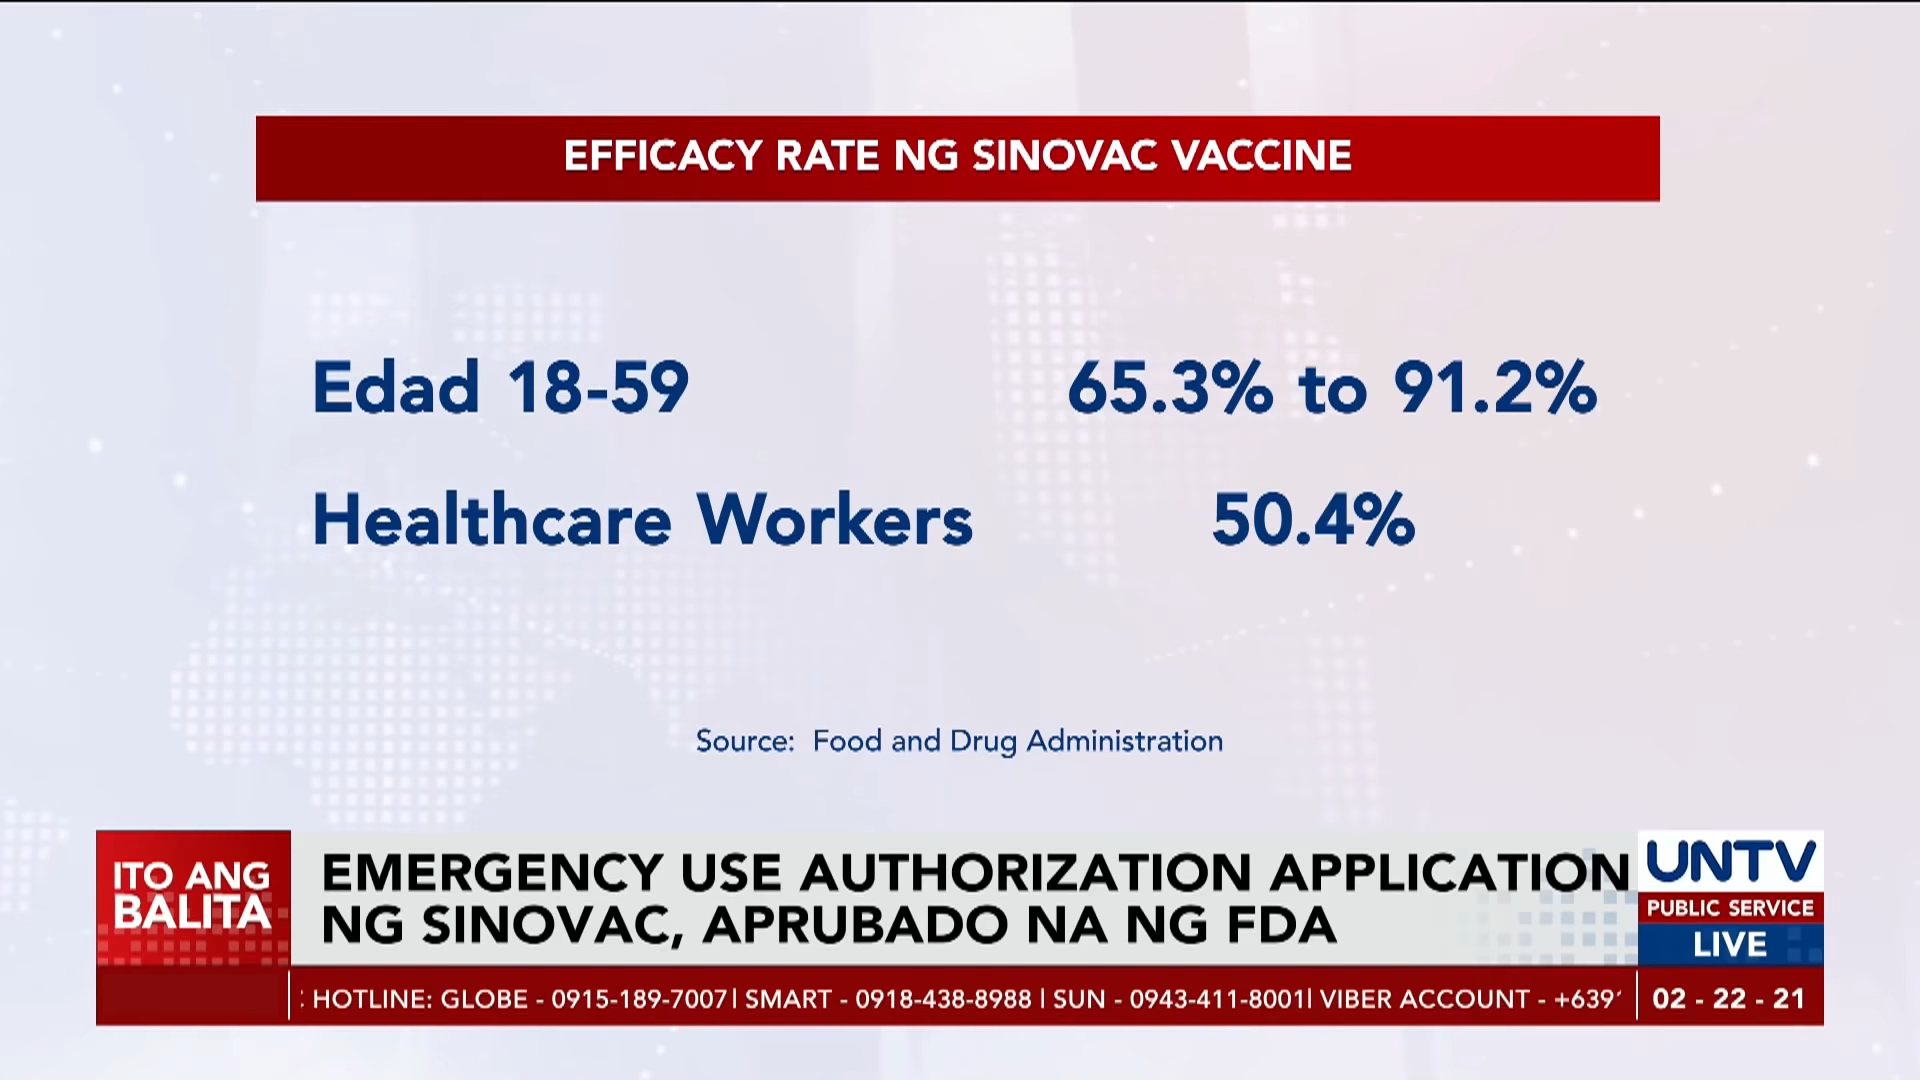 EFFICACY RATE NG SINOVAC VACCINE
Edad 18-59 65.3% to 91.2%
Healthcare Workers 50.4%
Source: Food and Drug Administration
ITO ANG
BALITA
EMERGENCY USE AUTHORIZATION APPLICATION
NG SINOVAC, APRUBADO NA NG FDA
UNTV
PUBLIC SERVICE
LIVE
: HOTLINE: GLOBE - 0915-189-7007| SMART - 0918-438-8988 | SUN - 0943-411-8001| VIBER ACCOUNT - +639
02 - 22 - 21